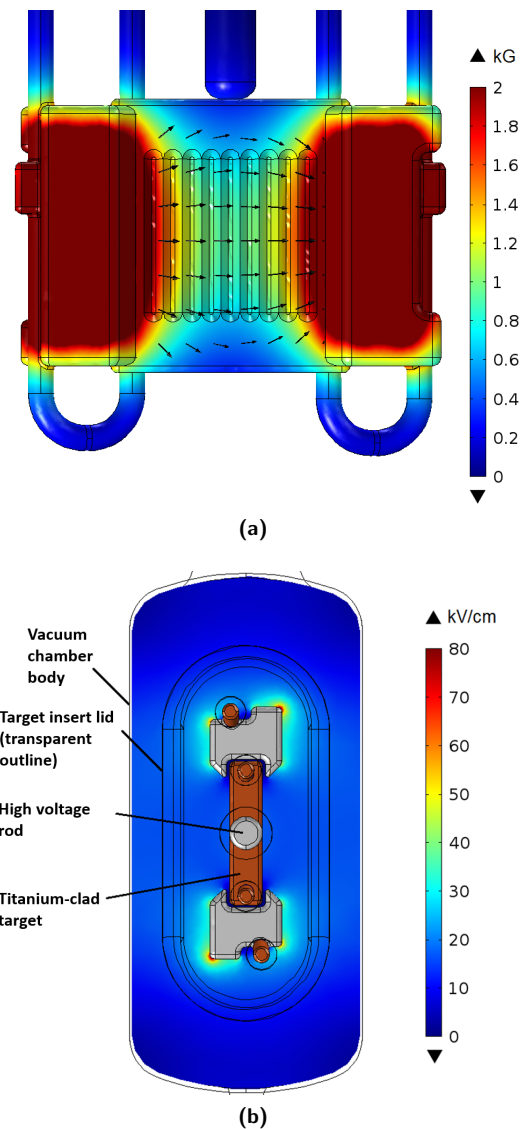 ▲ kG
2
1.8
1.6
1.4
1.2
1
0.8
0.6
0.4
0.2
0
▼
(a)
▲ kV/cm
80
70
60
50
40
30
20
10
0
▼
Vacuum
chamber
body
Target insert lid
(transparent
outline)
High voltage
rod
Titanium-clad
target
(b)